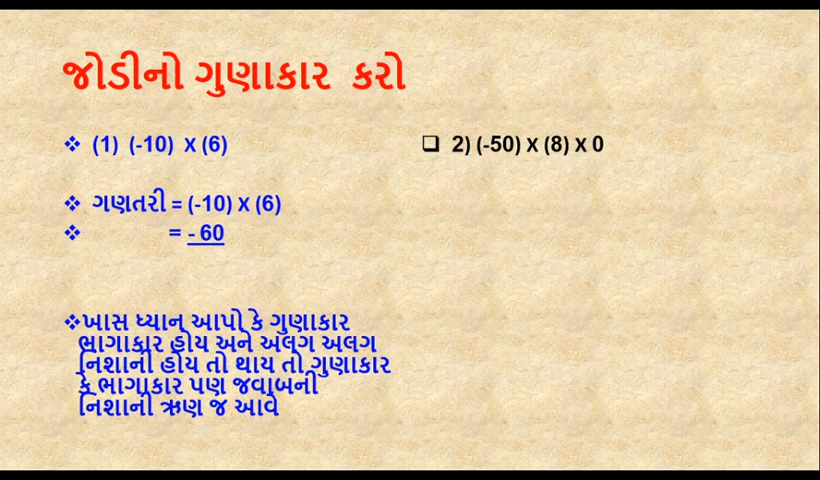 જોડીનો ગુણાકાર કરો
❖ (1) (-10) x (6)
❖ ગણતરી = (-10) x (6)
❖ = - 60
❖ખાસ ધ્યાન આપો કે ગુણાકાર
ભાગાકાર હોય અને અલગ અલગ
નિશાની હોય તો થાય તો ગુણાકાર
કે ભાગાકાર પણ જવાબની
નિશાની ઋણ જ આવે
❑ 2) (-50) x (8) x 0